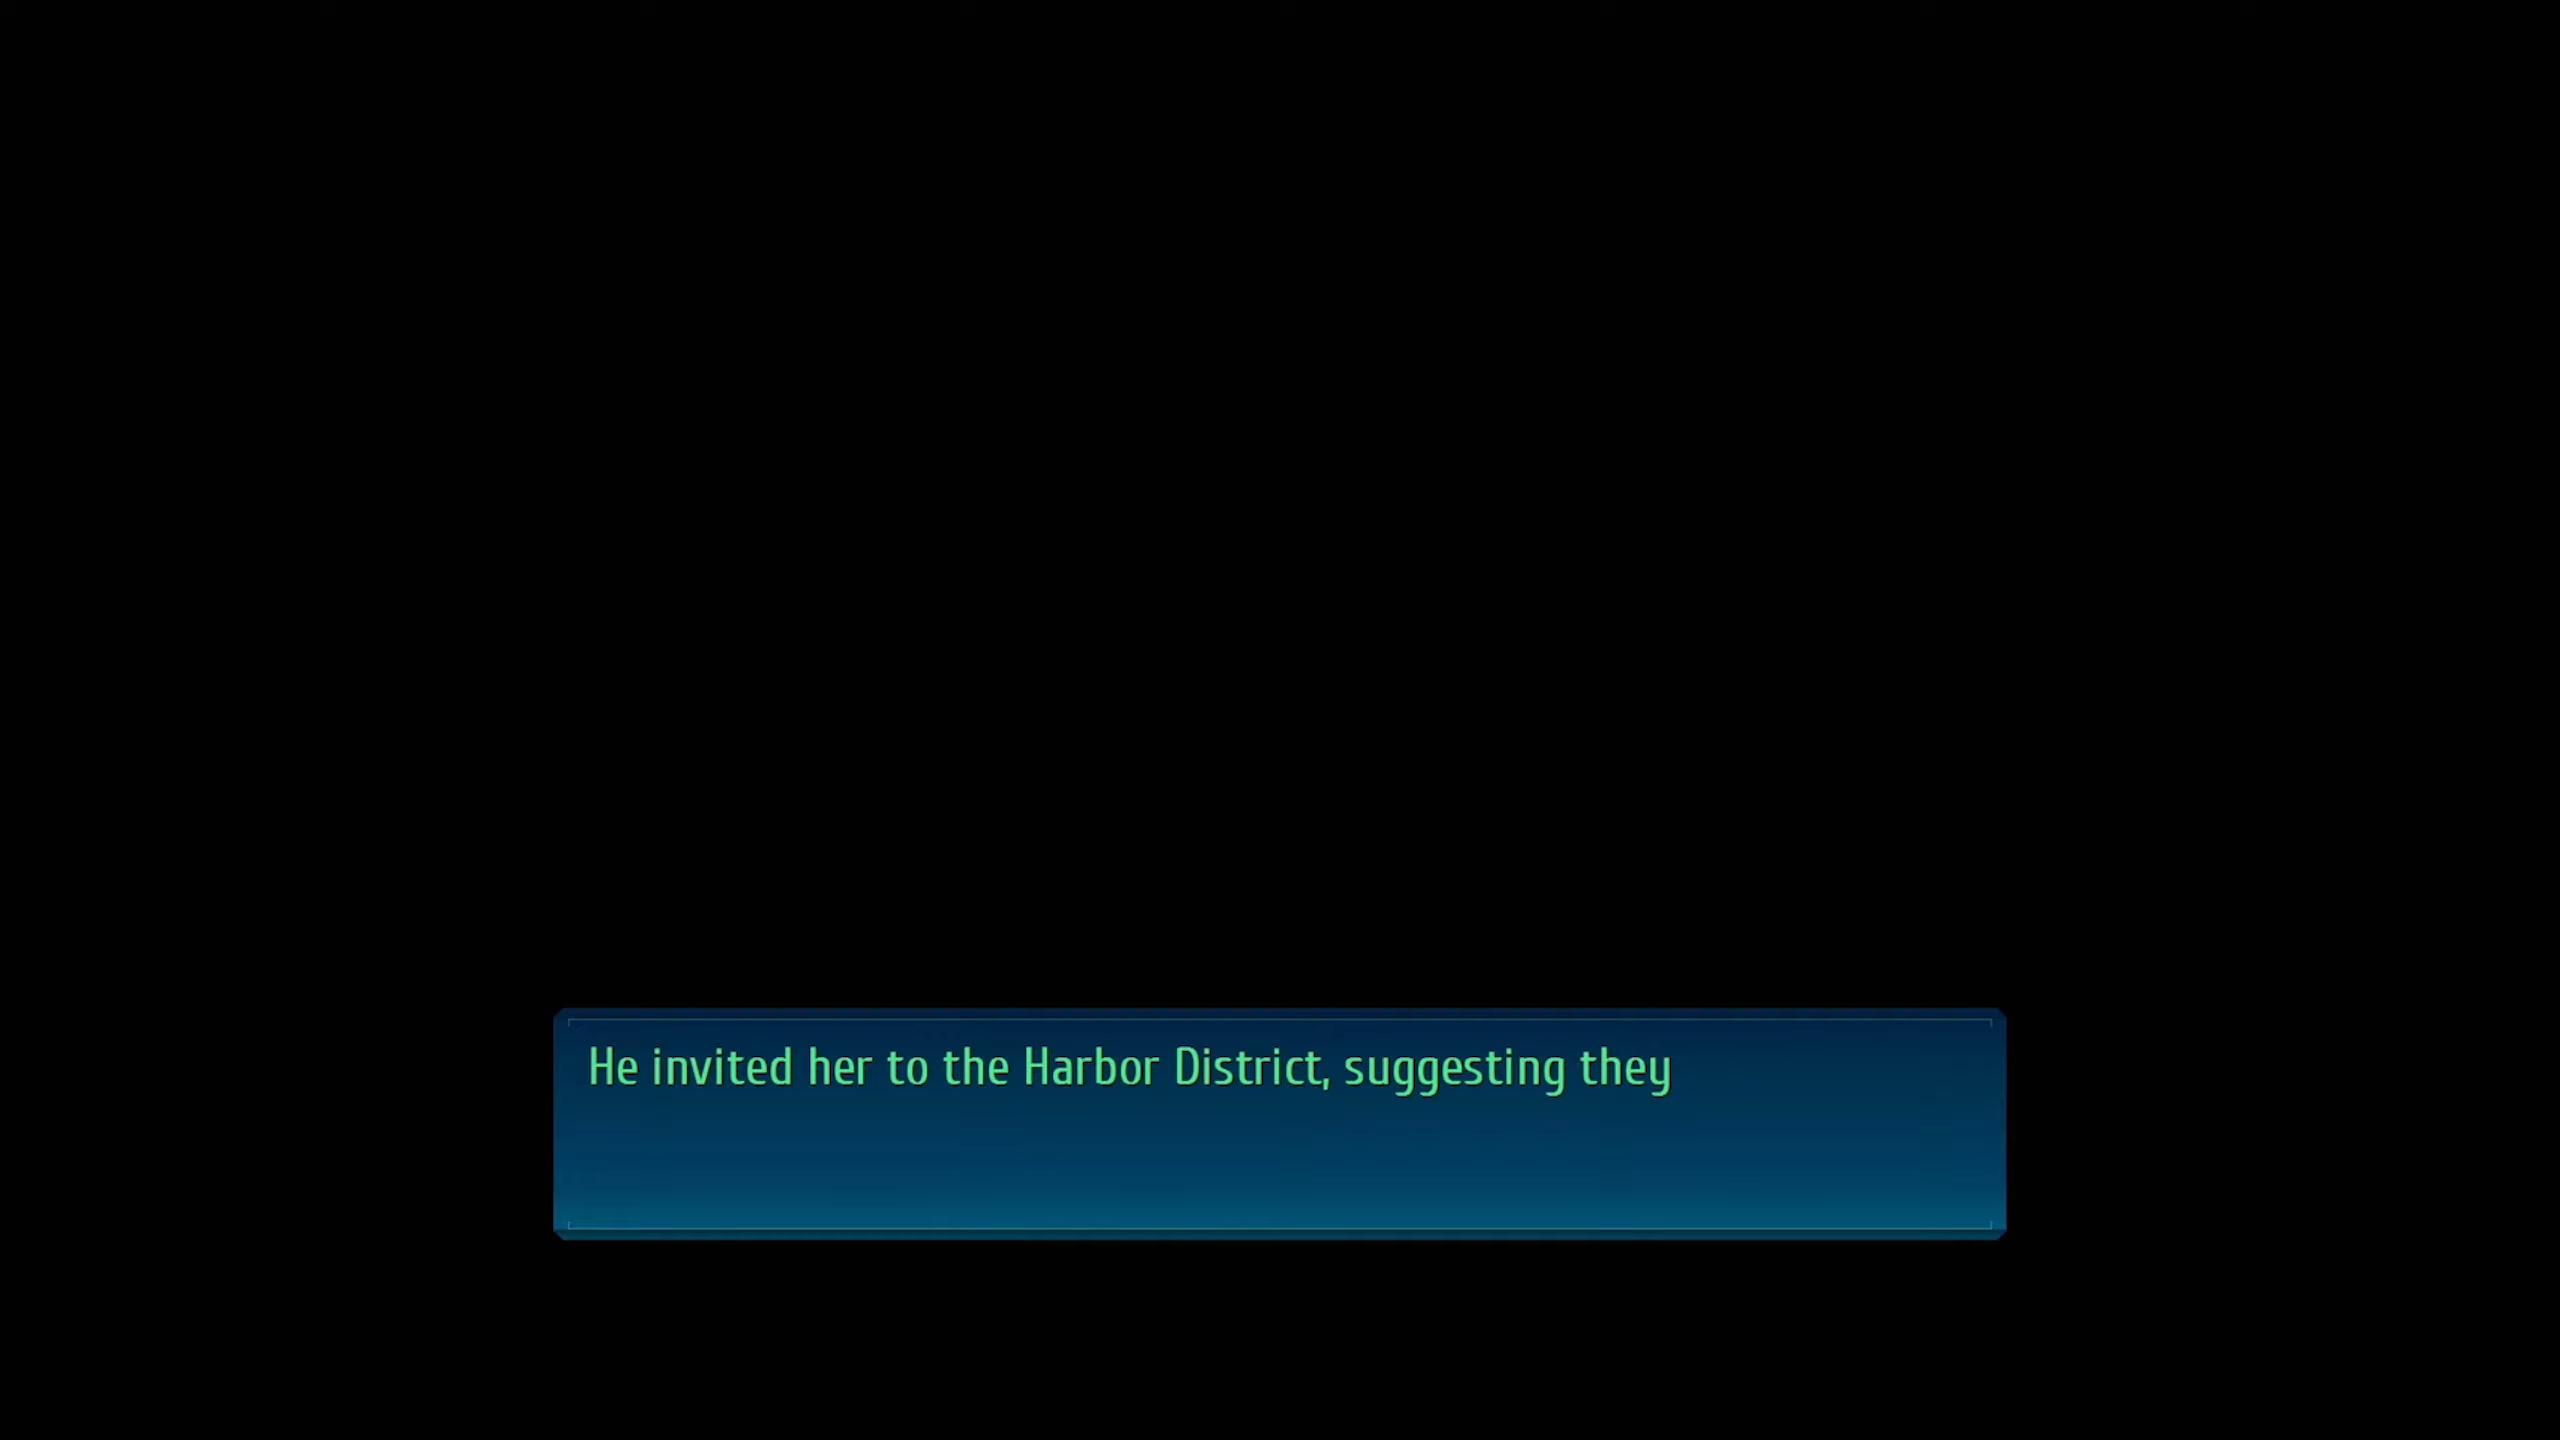 He invited her to the Harbor District, suggesting they